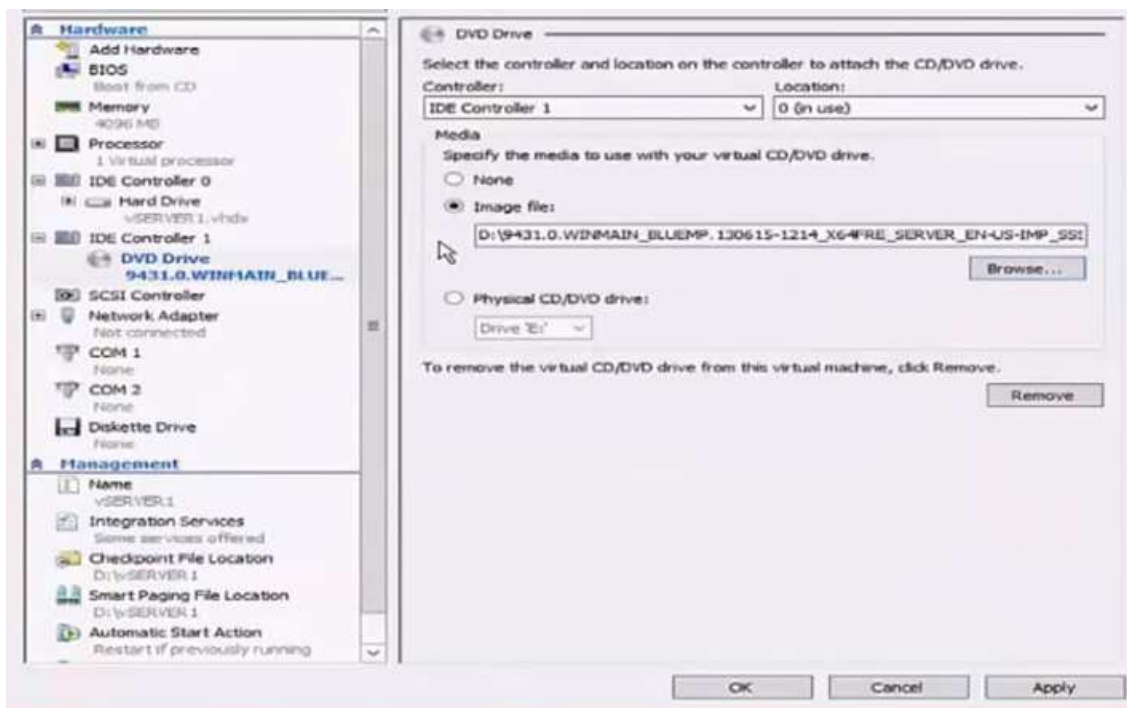 Hardware
Add Hardware
BIOS
Boot from CD
Memory
4096 MB
Processor
1 Virtual processor
IDE Controller 0
Hard Drive
vSERVER1.vhdx
IDE Controller 1
DVD Drive
9431.0.WINMAIN_BLUE...
SCSI Controller
Network Adapter
Not connected
COM 1
None
COM 2
None
Diskette Drive
None
Management
Name
vSERVER1
Integration Services
Some services offered
Checkpoint File Location
D:\vSERVER1
Smart Paging File Location
D:\vSERVER1
Automatic Start Action
Restart if previously running
DVD Drive
Select the controller and location on the controller to attach the CD/DVD drive.
Controller:
Location:
IDE Controller 1
0 (in use)
Media
Specify the media to use with your virtual CD/DVD drive.
None
Image file:
D:\9431.0.WINMAIN_BLUEMP.130615-1214_X64FRE_SERVER_EN-US-IMP_SSS
Browse...
Physical CD/DVD drive:
Drive 'E:'
To remove the virtual CD/DVD drive from this virtual machine, click Remove.
Remove
OK
Cancel
Apply